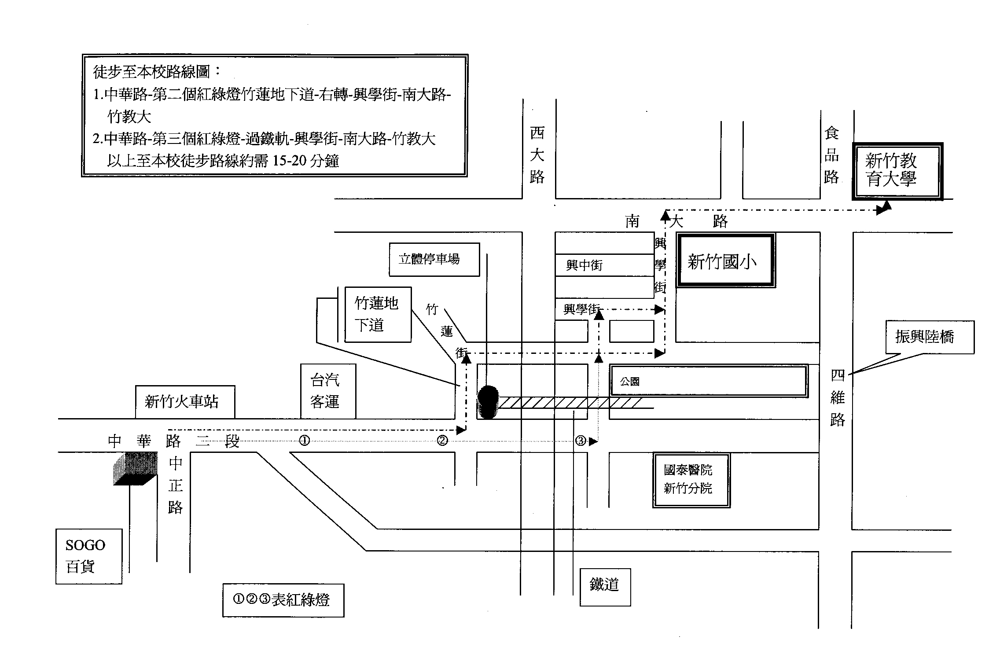 徒步至本校路線圖：
1.中華路-第二個紅綠燈竹蓮地下道-右轉-興學街-南大路-
竹教大
2.中華路-第三個紅綠燈-過鐵軌-興學街-南大路-竹教大
以上至本校徒步路線約需 15-20 分鐘
西大路
食品路
新竹教
育大學
南大路
立體停車場
興中街
興學街
新竹國小
竹蓮地
下道
竹蓮街
興學街
振興陸橋
台汽
客運
公園
四維路
新竹火車站
中華路二段
①
②
③
中正路
國泰醫院
新竹分院
SOGO
百貨
鐵道
①②③表紅綠燈